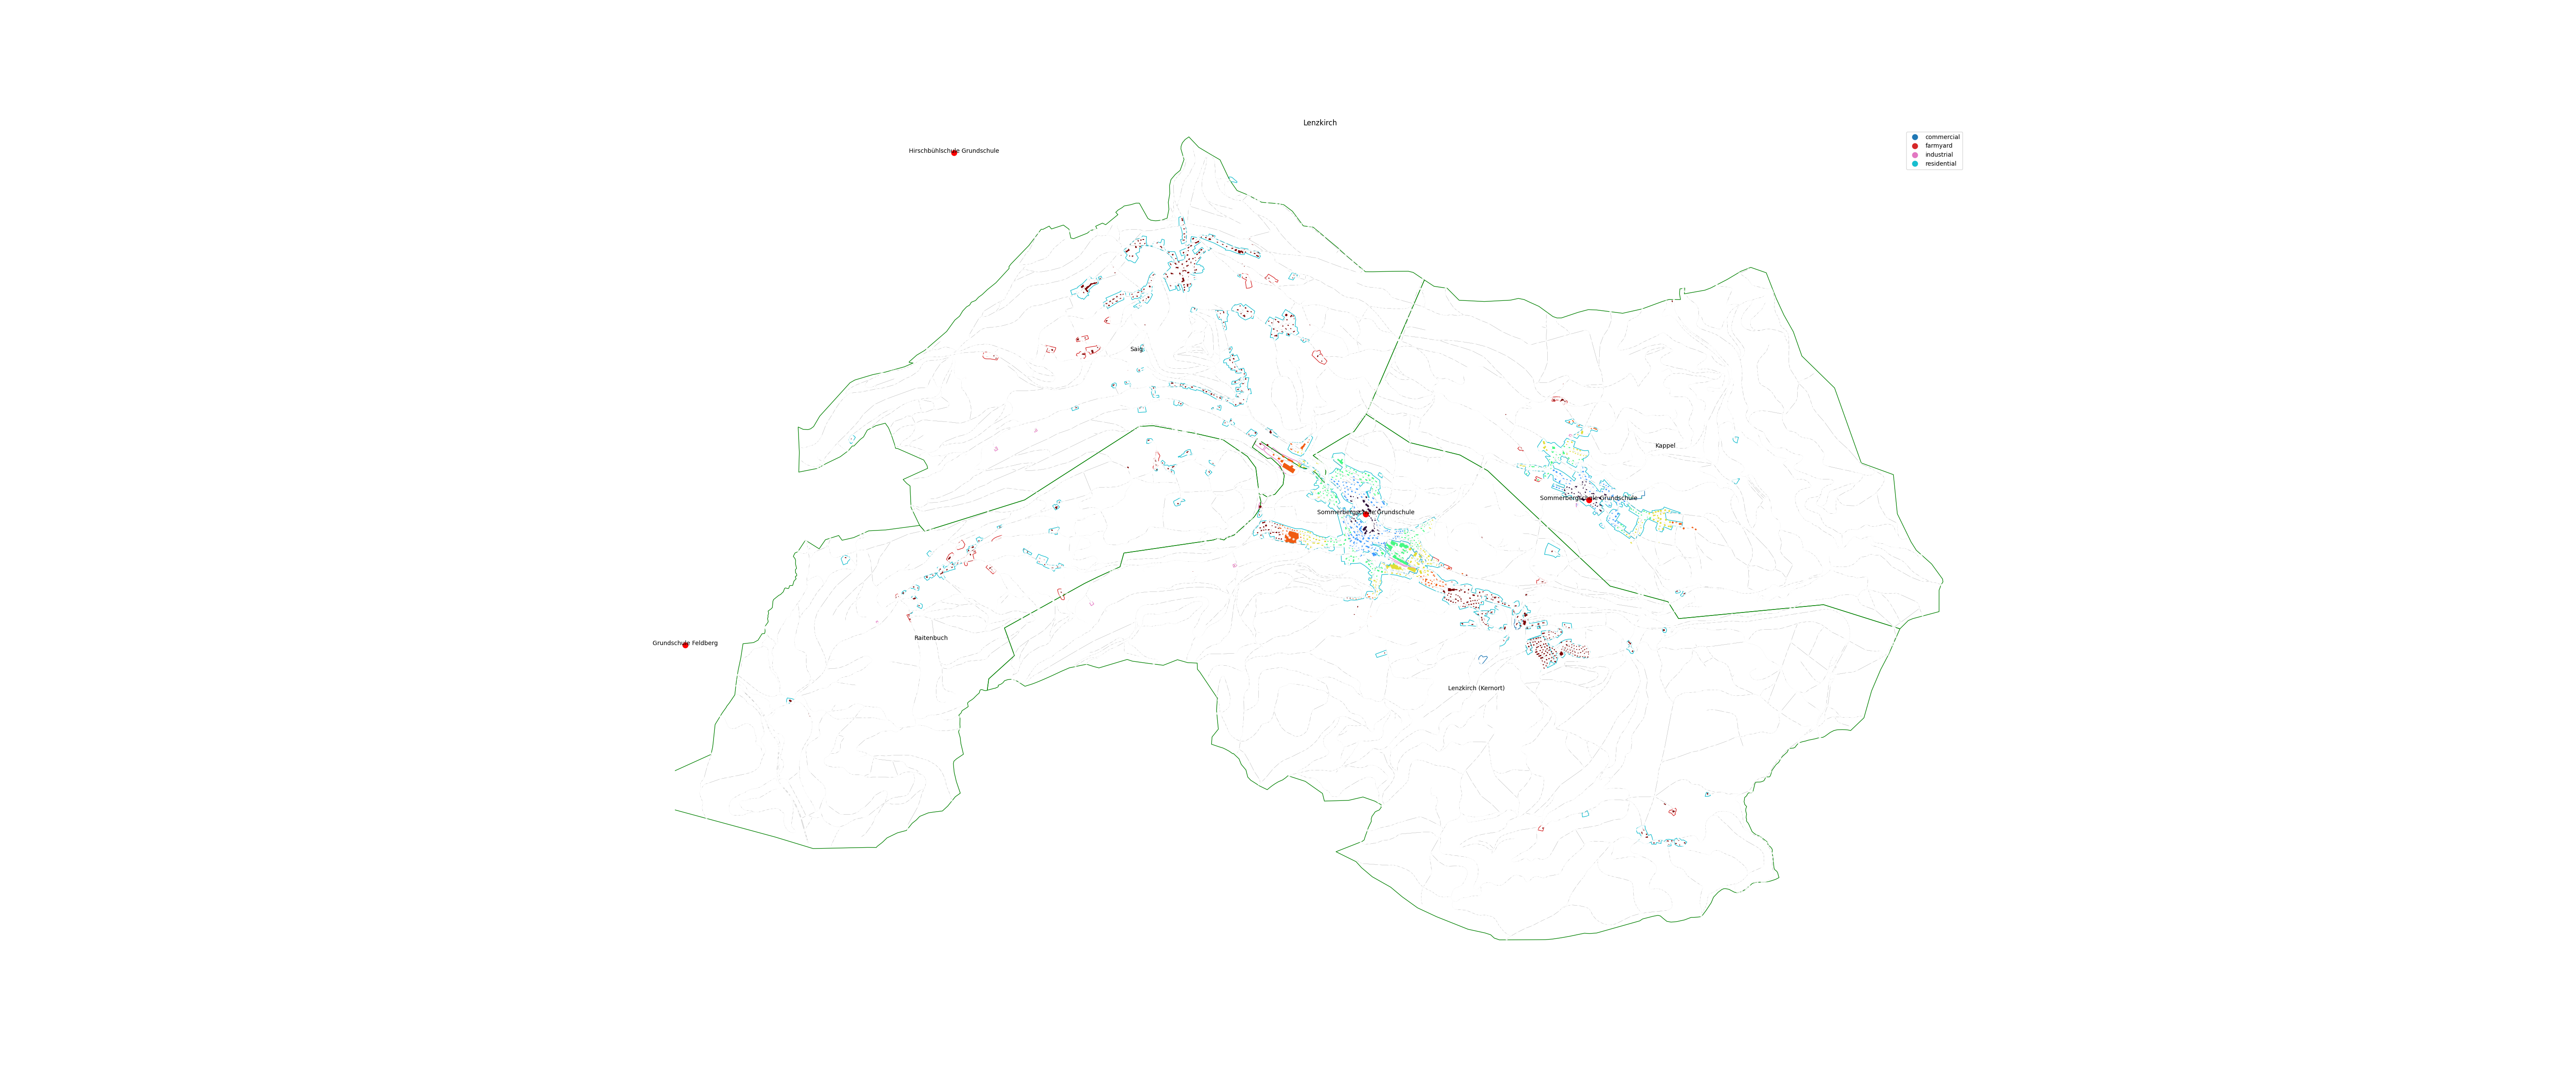 Lenzkirch
commercial
farmyard
industrial
residential
Hirschbühlschule Grundschule
Saig
Kappel
Sommerbergschule Grundschule
Sommerbergschule Grundschule
Raitenbuch
Grundschule Feldberg
Lenzkirch (Kernort)